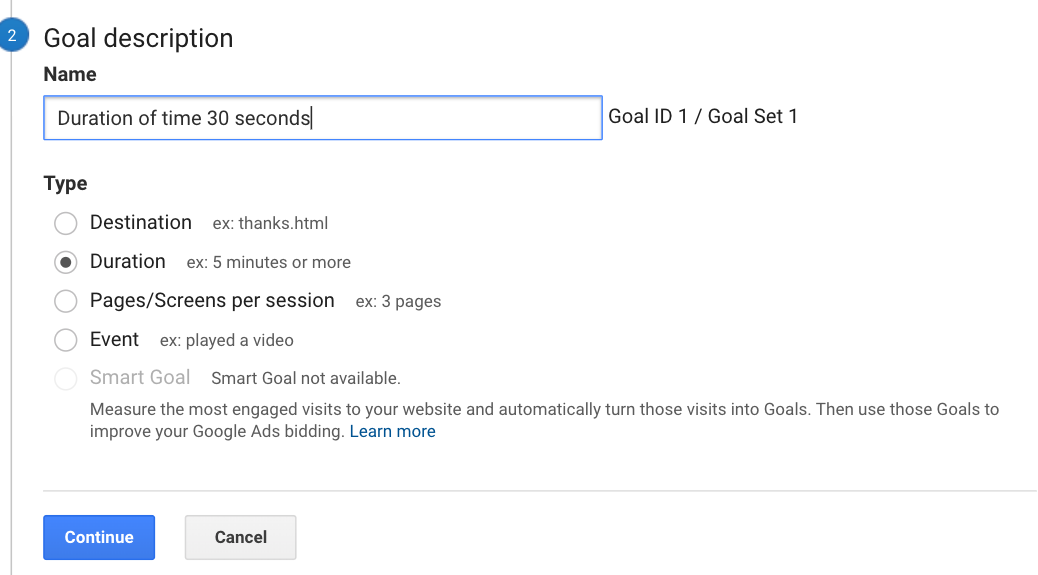 2
Goal description
Name
Duration of time 30 seconds
Goal ID 1 / Goal Set 1
Type
Destination ex: thanks.html
Duration ex: 5 minutes or more
Pages/Screens per session ex: 3 pages
Event ex: played a video
Smart Goal Smart Goal not available.
Measure the most engaged visits to your website and automatically turn those visits into Goals. Then use those Goals to
improve your Google Ads bidding. Learn more
Continue Cancel